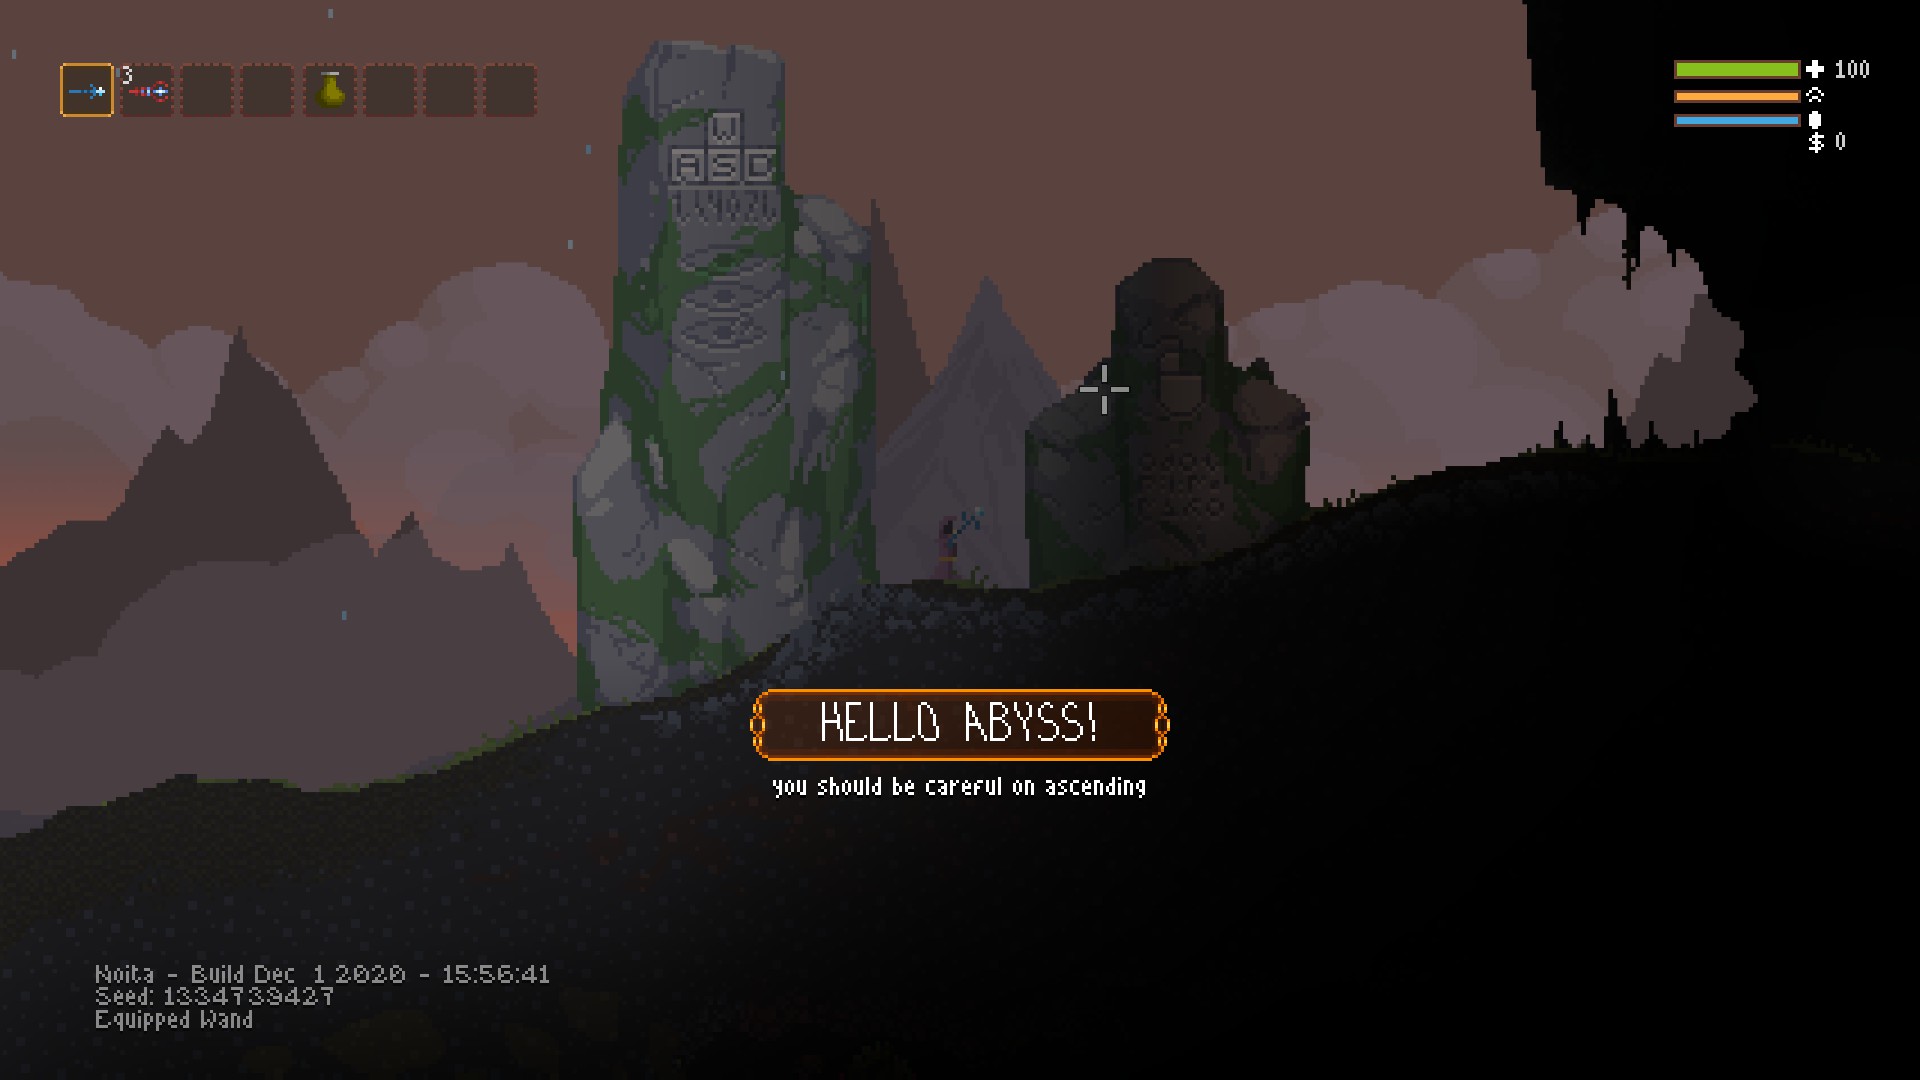 3
100
$ 0
W
A S D
HELLO ABYSS!
you should be careful on ascending
Noita - Build Dec 1 2020 - 15:56:41
Seed: 1334739427
Equipped Wand